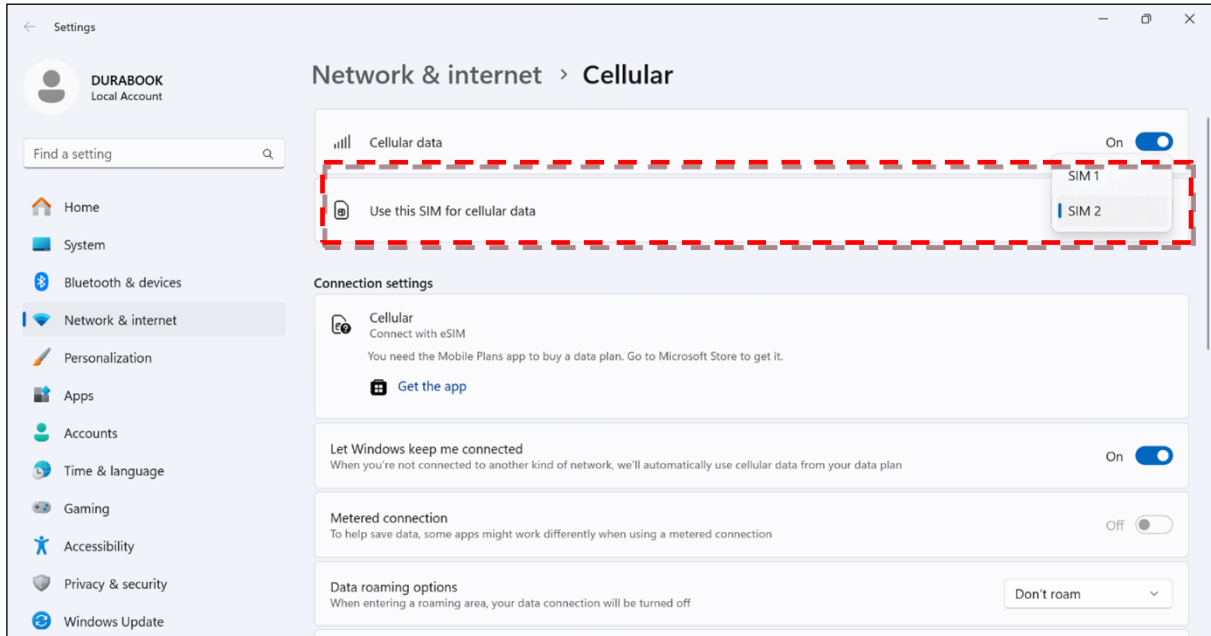 Settings
DURABOOK
Local Account
Find a setting
Home
System
Bluetooth & devices
Network & internet
Personalization
Apps
Accounts
Time & language
Gaming
Accessibility
Privacy & security
Windows Update
Network & internet > Cellular
Cellular data
On
Use this SIM for cellular data
SIM 1
SIM 2
Connection settings
Cellular
Connect with eSIM
You need the Mobile Plans app to buy a data plan. Go to Microsoft Store to get it.
Get the app
Let Windows keep me connected
When you're not connected to another kind of network, we'll automatically use cellular data from your data plan
On
Metered connection
To help save data, some apps might work differently when using a metered connection
Off
Data roaming options
When entering a roaming area, your data connection will be turned off
Don't roam